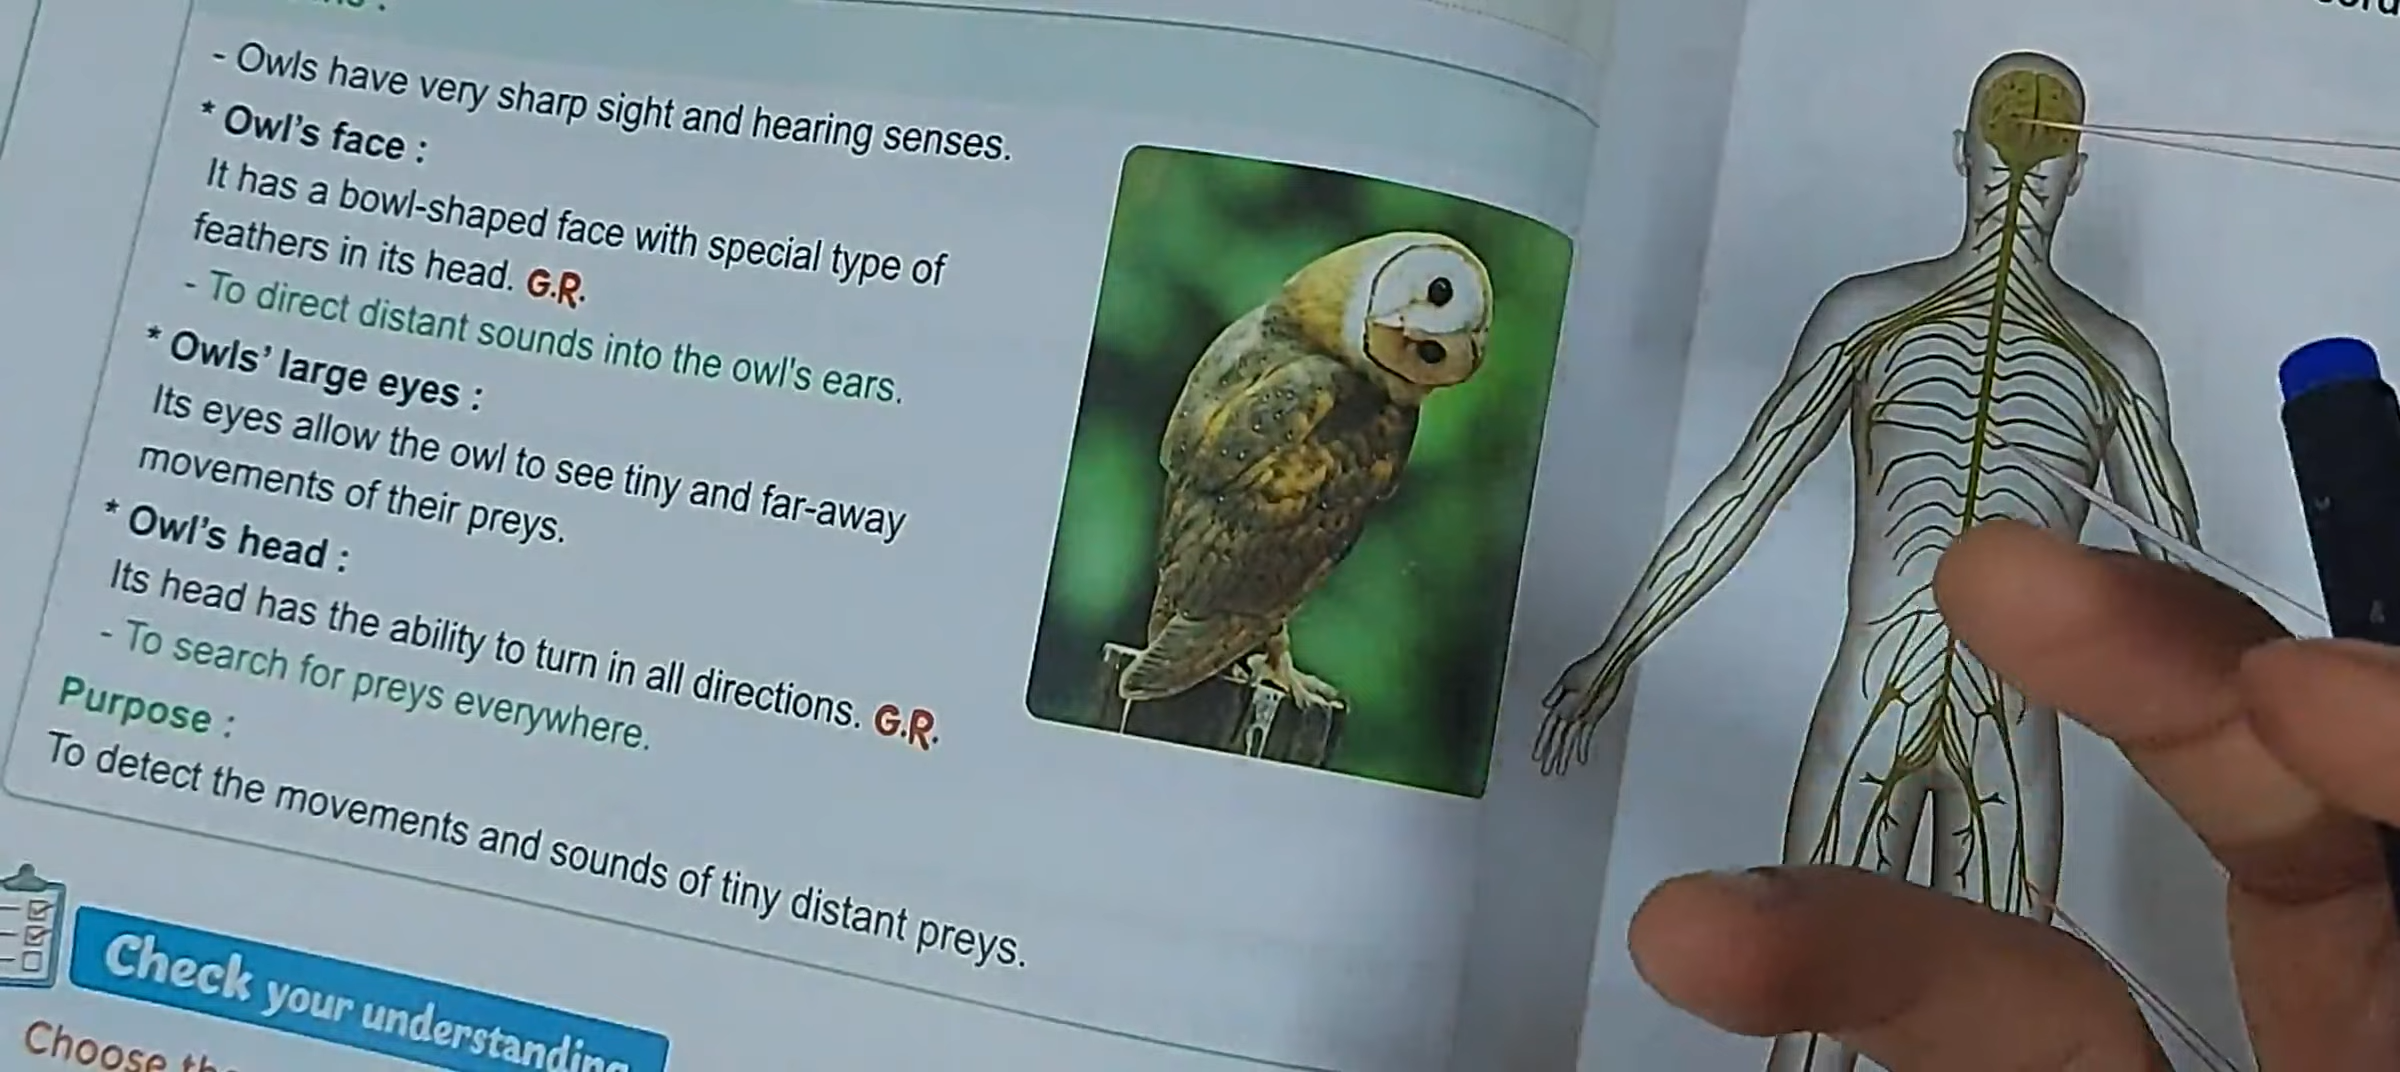 - Owls have very sharp sight and hearing senses.
* Owl's face :
It has a bowl-shaped face with special type of
feathers in its head. G.R.
- To direct distant sounds into the owl's ears.
* Owls' large eyes :
Its eyes allow the owl to see tiny and far-away
movements of their preys.
* Owl's head :
Its head has the ability to turn in all directions. G.R.
- To search for preys everywhere.
Purpose :
To detect the movements and sounds of tiny distant preys.
Check your understanding
Choose